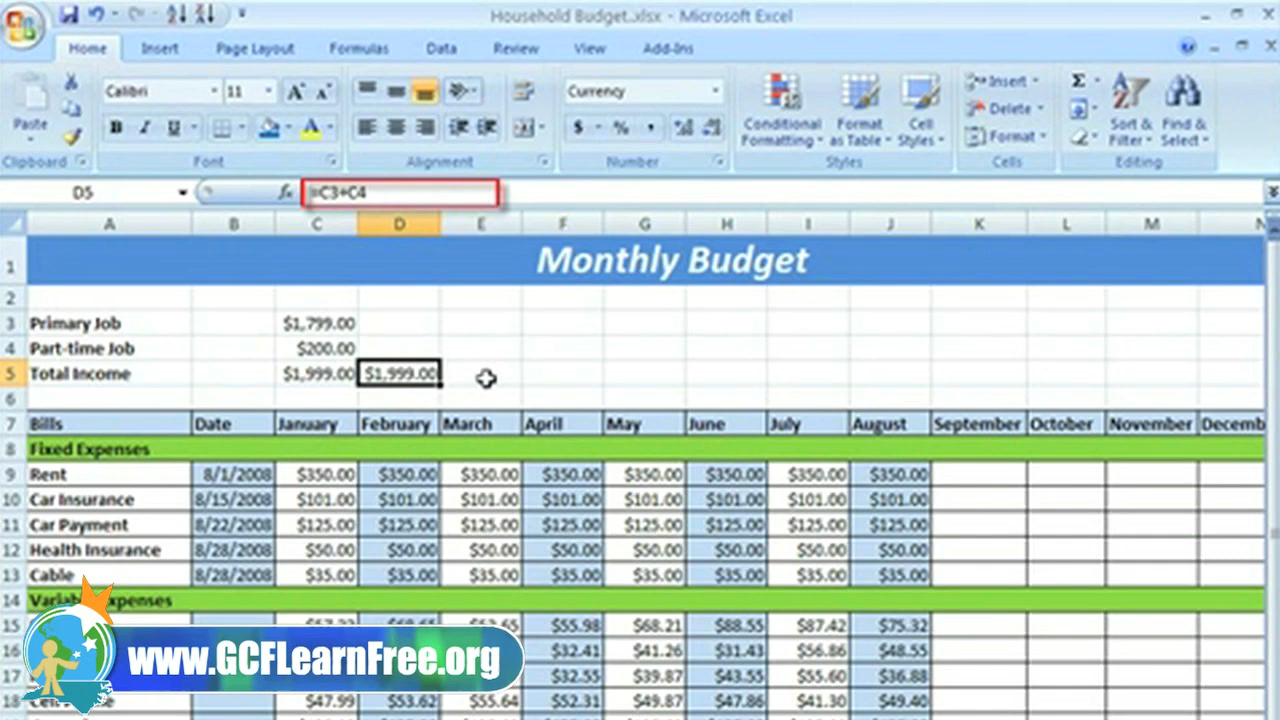 Household Budget..xlsx - Microsoft Excel
Home Insert Page Layout Formulas Data Review View Add-Ins
Calibri 11 Currency Insert Σ
Paste B I U A $ % , Conditional Formatting Format as Table Cell Styles Delete Format Sort & Filter Find & Select
Clipboard Font Alignment Number Styles Cells Editing
D5 fx =C3+C4
A B C D E F G H I J K L M N
1 Monthly Budget
2
3 Primary Job $1,799.00
4 Part-time Job $200.00
5 Total Income $1,999.00 $1,999.00
6
7 Bills Date January February March April May June July August September October November Decemb
8 Fixed Expenses
9 Rent 8/1/2008 $350.00 $350.00 $350.00 $350.00 $350.00 $350.00 $350.00 $350.00
10 Car Insurance 8/15/2008 $101.00 $101.00 $101.00 $101.00 $101.00 $101.00 $101.00 $101.00
11 Car Payment 8/22/2008 $125.00 $125.00 $125.00 $125.00 $125.00 $125.00 $125.00 $125.00
12 Health Insurance 8/28/2008 $50.00 $50.00 $50.00 $50.00 $50.00 $50.00 $50.00 $50.00
13 Cable 8/28/2008 $35.00 $35.00 $35.00 $35.00 $35.00 $35.00 $35.00 $35.00
14
15 $55.98 $68.21 $88.55 $87.42 $75.32
16 $32.41 $41.26 $31.43 $56.86 $48.55
17 $32.55 $39.87 $43.55 $55.60 $36.88
18 $47.99 $53.62 $55.64 $52.31 $49.87 $47.86 $41.30 $49.40
www.GCFLearnFree.org